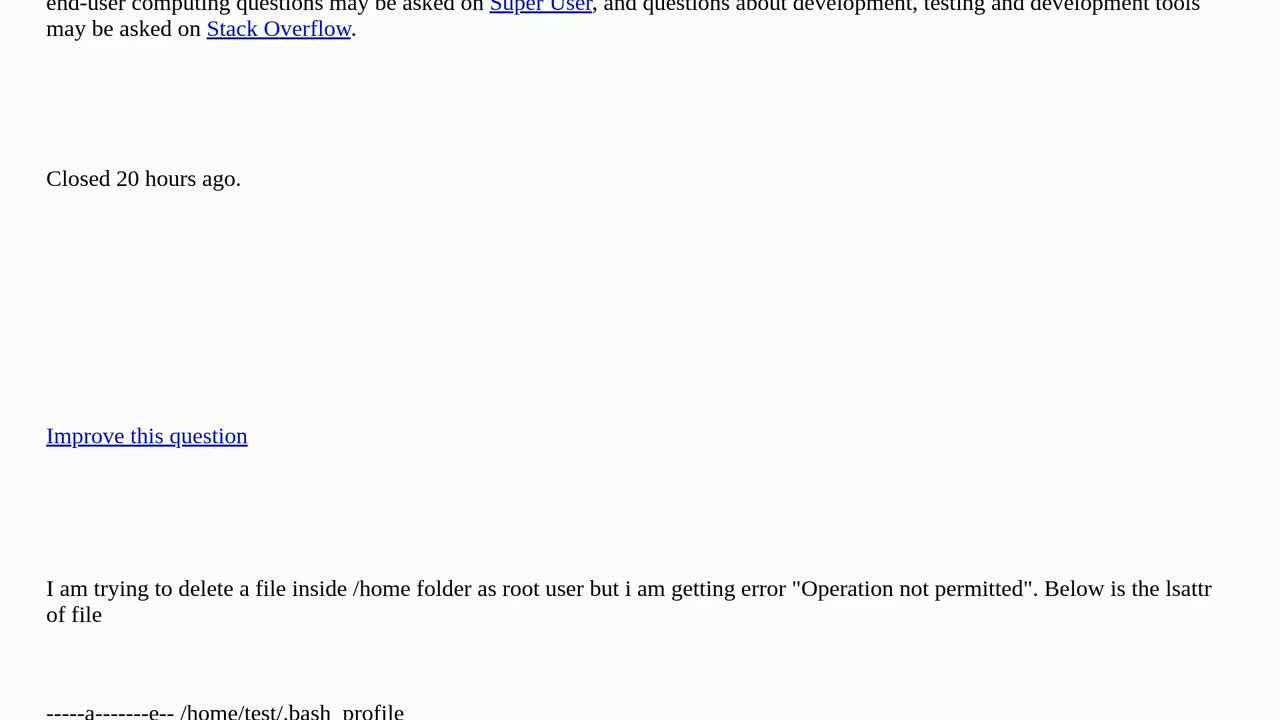 end-user computing questions may be asked on Super User, and questions about development, testing and development tools
may be asked on Stack Overflow.
Closed 20 hours ago.
Improve this question
I am trying to delete a file inside /home folder as root user but i am getting error "Operation not permitted". Below is the lsattr
of file
-----a-------e-- /home/test/.bash_profile